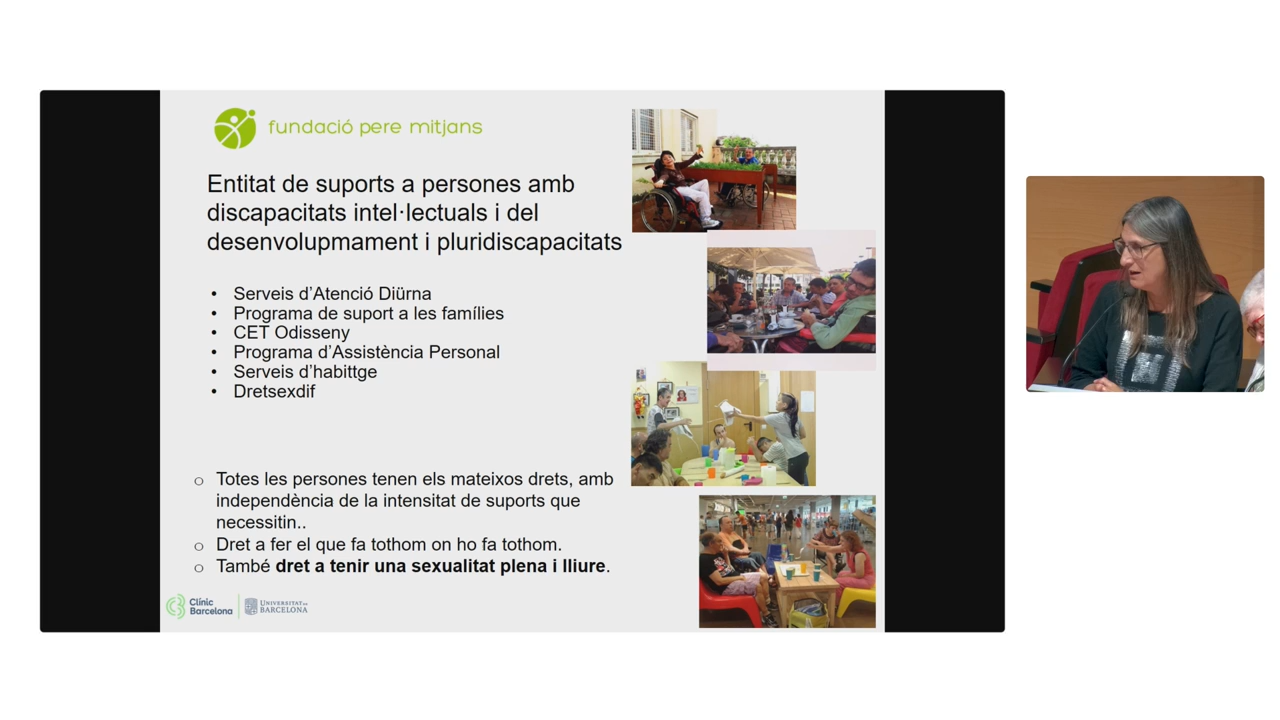 fundació pere mitjans
Entitat de suports a persones amb
discapacitats intel·lectuals i del
desenvolupmament i pluridiscapacitats
• Serveis d’Atenció Diürna
• Programa de suport a les famílies
• CET Odisseny
• Programa d’Assistència Personal
• Serveis d’habittge
• Dretsexdif
o Totes les persones tenen els mateixos drets, amb
independència de la intensitat de suports que
necessitin..
o Dret a fer el que fa tothom on ho fa tothom.
o També dret a tenir una sexualitat plena i lliure.
Clínic
Barcelona
UNIVERSITAT DE
BARCELONA